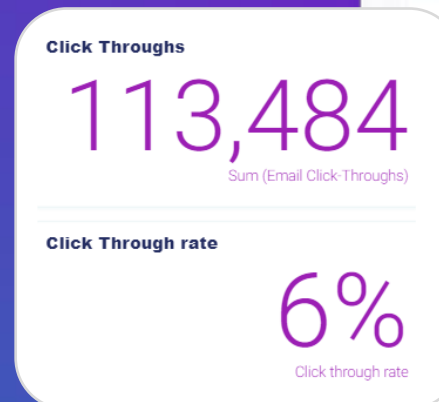 Click Throughs
113,484
Sum (Email Click-Throughs)
Click Through rate
6%
Click through rate